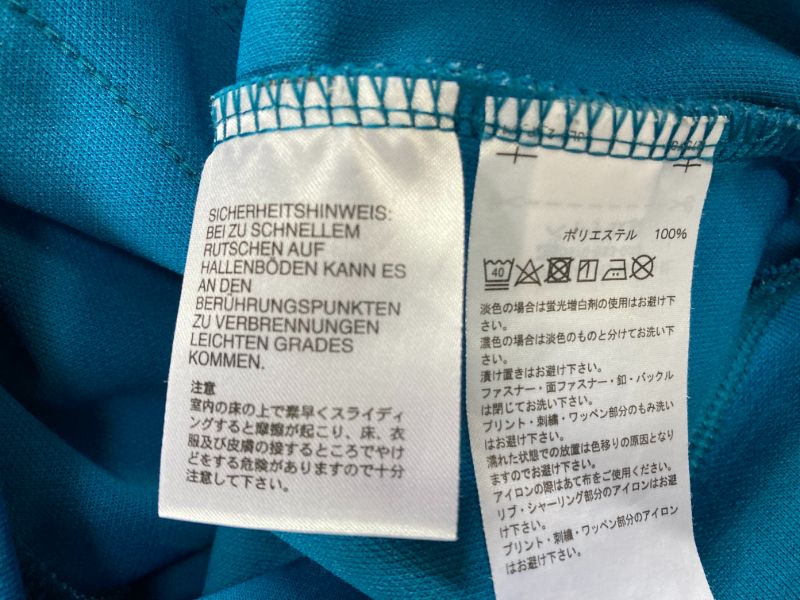 SICHERHEITSHINWEIS:
BEI ZU SCHNELLEM
RUTSCHEN AUF
HALLENBÖDEN KANN ES
AN DEN
BERÜHRUNGSPUNKTEN
ZU VERBRENNUNGEN
LEICHTEN GRADES
KOMMEN.
注意
室内の床の上で素早くスライディ
ングすると摩擦が起こり、床、衣
服及び皮膚の接するところでやけ
どをする危険がありますので十分
注意して下さい。
ポリエステル 100%
40
淡色の場合は蛍光増白剤の使用はお避け下
さい。
濃色の場合は淡色のものと分けてお洗い下
さい。
漬け置きはお避け下さい。
ファスナー・面ファスナー・釦・バックル
は閉じてお洗い下さい。
プリント・刺繍・ワッペン部分のもみ洗い
はお避け下さい。
濡れた状態での放置は色移りの原因となり
ますのでお避け下さい。
アイロンの際はあて布をご使用ください。
リブ・シャーリング部分のアイロンはお避
け下さい。
プリント・刺繍・ワッペン部分のアイロン
はお避け下さい。